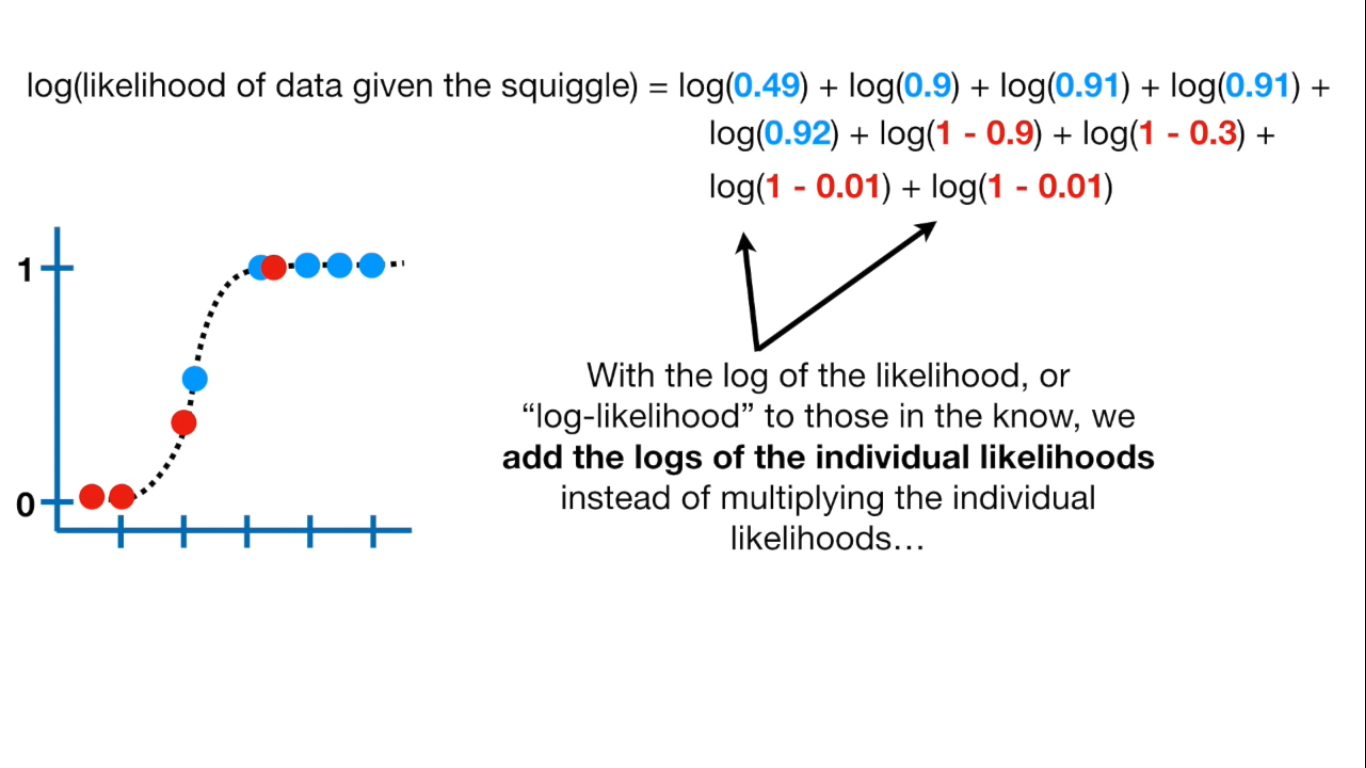 log(likelihood of data given the squiggle) = log(0.49) + log(0.9) + log(0.91) + log(0.91) +
log(0.92) + log(1 - 0.9) + log(1 - 0.3) +
log(1 - 0.01) + log(1 - 0.01)
1
0
With the log of the likelihood, or
“log-likelihood” to those in the know, we
add the logs of the individual likelihoods
instead of multiplying the individual
likelihoods…